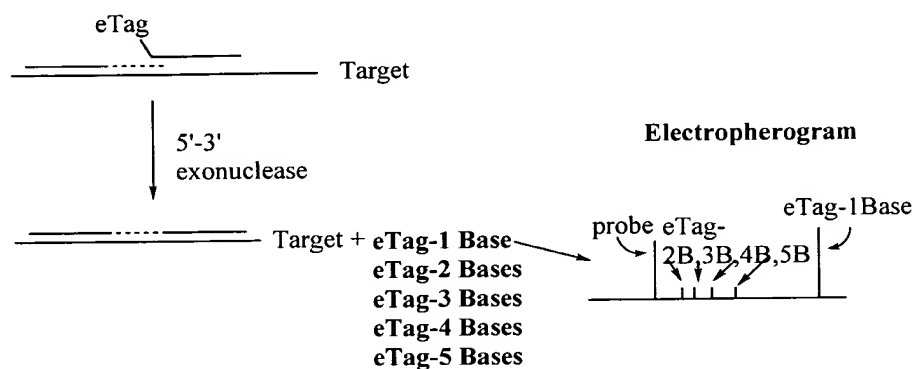 eTag
Target
5'-3'
exonuclease
Target + eTag-1 Base
eTag-2 Bases
eTag-3 Bases
eTag-4 Bases
eTag-5 Bases
Electropherogram
eTag-1Base
probe eTag-
2B,3B,4B,5B